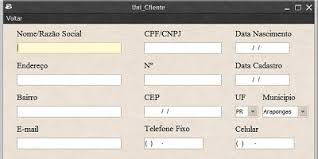 Uni_Cliente
Voltar
Nome/Razão Social CPF/CNPJ Data Nascimento
/ /
Endereço Nº Data Cadastro
/ /
Bairro CEP UF Municipio
/ / PR Arapongas
E-mail Telefone Fixo Celular
( ) - ( ) -